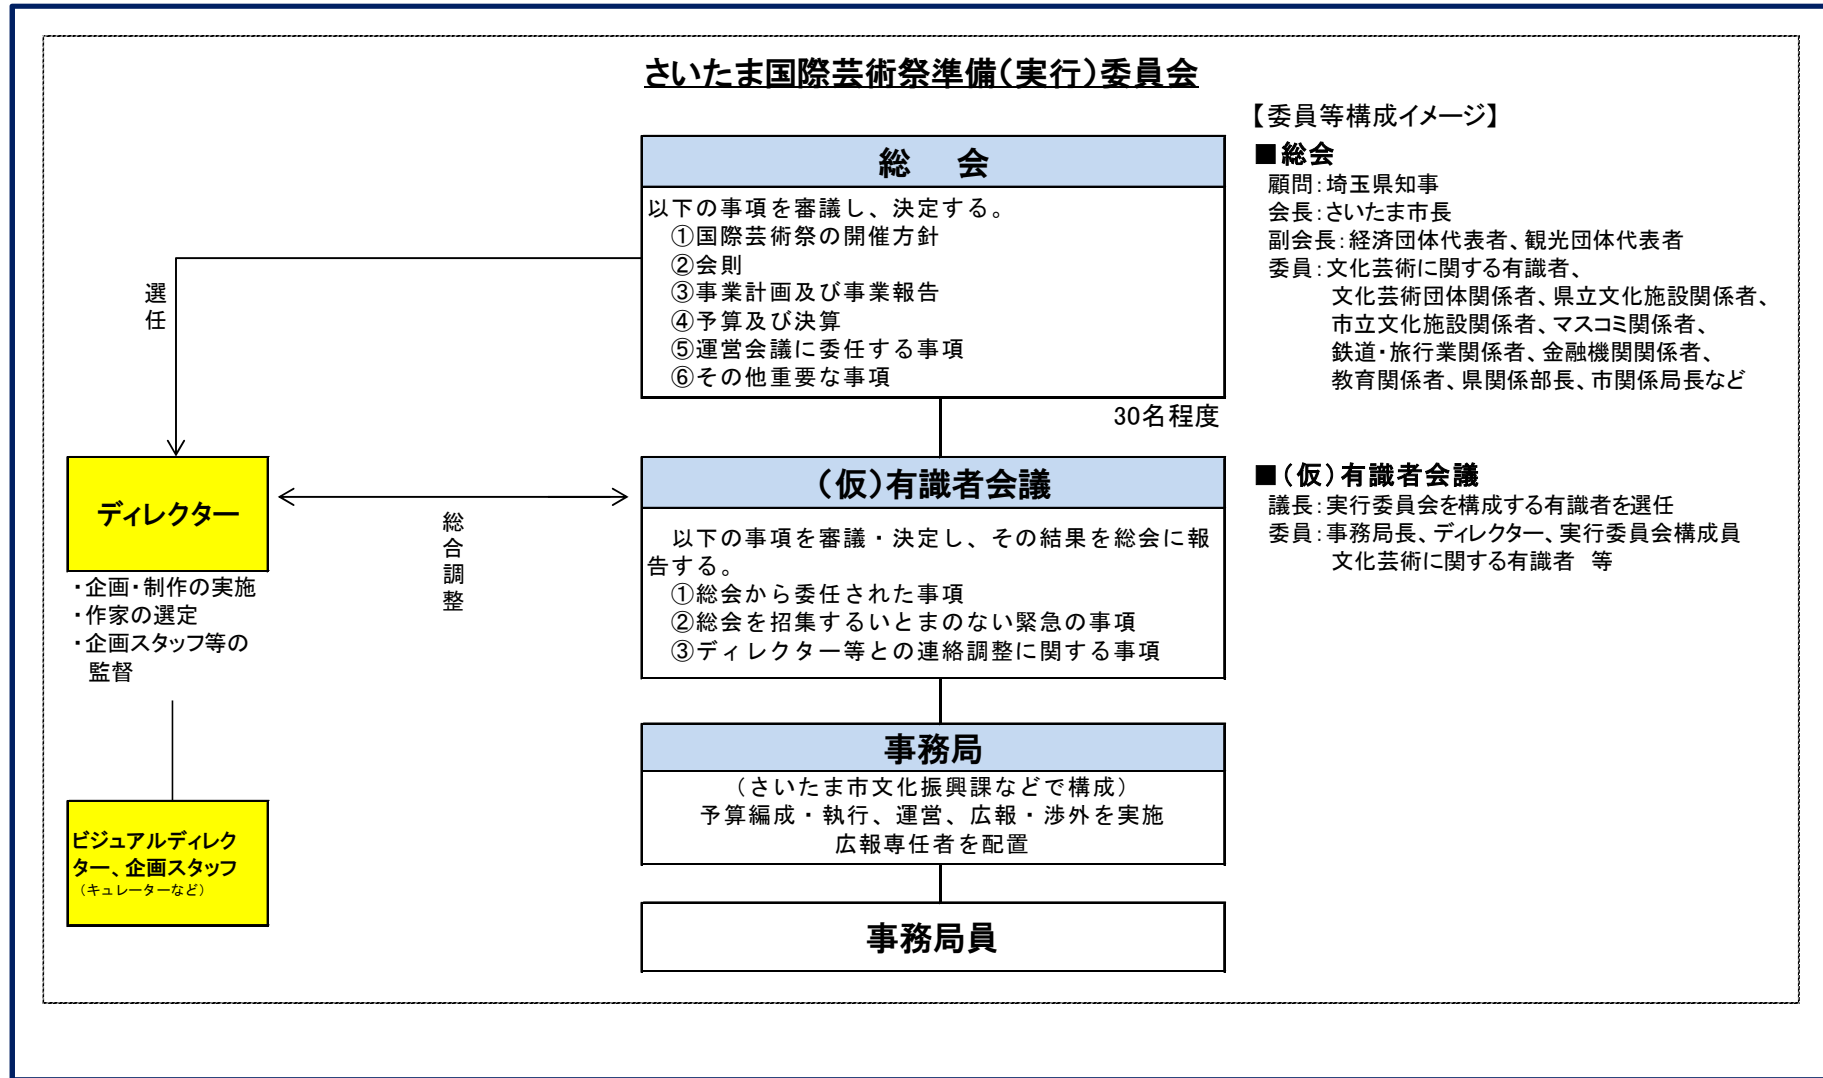 さいたま国際芸術祭準備(実行)委員会
総　会
以下の事項を審議し、決定する。
①国際芸術祭の開催方針
②会則
③事業計画及び事業報告
④予算及び決算
⑤運営会議に委任する事項
⑥その他重要な事項
30名程度
選任
ディレクター
・企画・制作の実施
・作家の選定
・企画スタッフ等の
監督
総合調整
ビジュアルディレク
ター、企画スタッフ
(キュレーターなど)
(仮)有識者会議
以下の事項を審議・決定し、その結果を総会に報
告する。
①総会から委任された事項
②総会を招集するいとまのない緊急の事項
③ディレクター等との連絡調整に関する事項
事務局
(さいたま市文化振興課などで構成)
予算編成・執行、運営、広報・渉外を実施
広報専任者を配置
事務局員
【委員等構成イメージ】
■総会
顧問:埼玉県知事
会長:さいたま市長
副会長:経済団体代表者、観光団体代表者
委員:文化芸術に関する有識者、
文化芸術団体関係者、県立文化施設関係者、
市立文化施設関係者、マスコミ関係者、
鉄道・旅行業関係者、金融機関関係者、
教育関係者、県関係部長、市関係局長など
■(仮)有識者会議
議長:実行委員会を構成する有識者を選任
委員:事務局長、ディレクター、実行委員会構成員
文化芸術に関する有識者　等